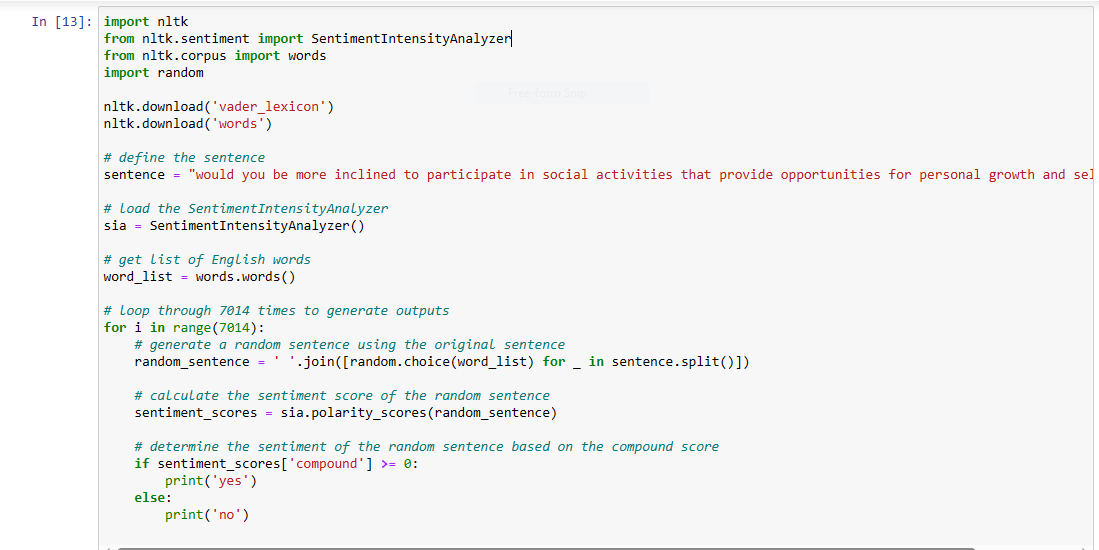 In [13]: import nltk
from nltk.sentiment import SentimentIntensityAnalyzer
from nltk.corpus import words
import random
Free-form Snip
nltk.download('vader_lexicon')
nltk.download('words')
# define the sentence
sentence = "would you be more inclined to participate in social activities that provide opportunities for personal growth and sel
# load the SentimentIntensityAnalyzer
sia = SentimentIntensityAnalyzer()
# get list of English words
word_list = words.words()
# loop through 7014 times to generate outputs
for i in range(7014):
    # generate a random sentence using the original sentence
    random_sentence = ' '.join([random.choice(word_list) for _ in sentence.split()])
    # calculate the sentiment score of the random sentence
    sentiment_scores = sia.polarity_scores(random_sentence)
    # determine the sentiment of the random sentence based on the compound score
    if sentiment_scores['compound'] >= 0:
        print('yes')
    else:
        print('no')